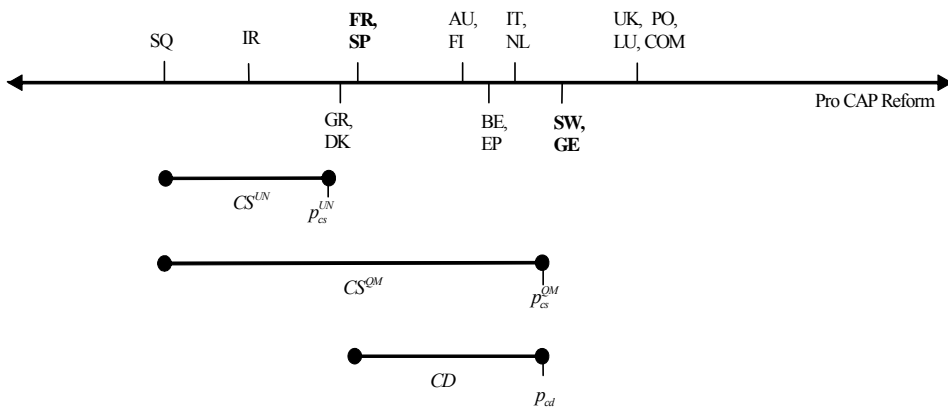 SQ
IR
FR,
SP
AU,
FI
IT,
NL
UK, PO,
LU, COM
Pro CAP Reform
GR,
DK
BE,
EP
SW,
GE
CS^UN
p_cs^UN
CS^QM
p_cs^QM
CD
p_cd